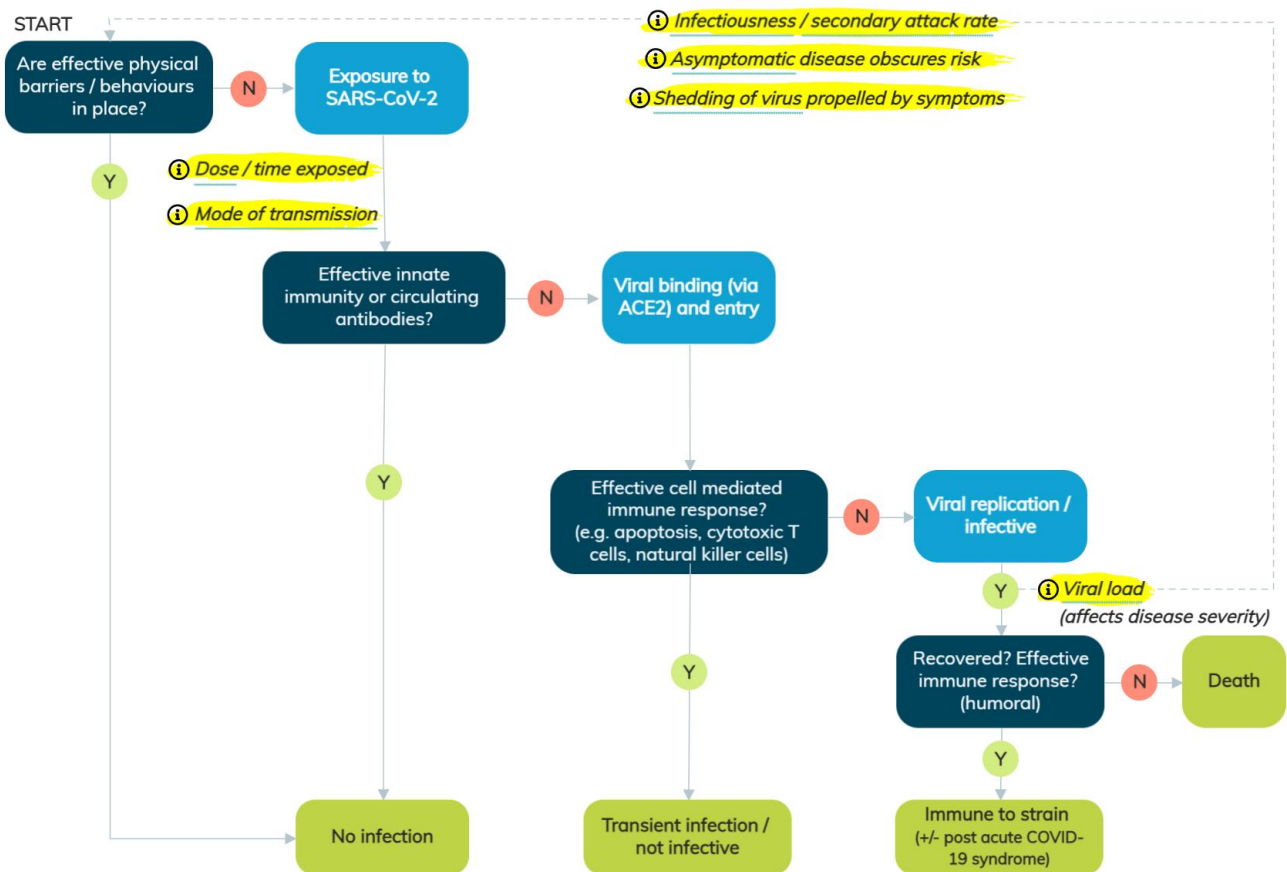 START
Infectiousness / secondary attack rate
Asymptomatic disease obscures risk
Shedding of virus propelled by symptoms
Are effective physical
barriers / behaviours
in place?
N
Exposure to
SARS-CoV-2
Y
Dose / time exposed
Mode of transmission
Effective innate
immunity or circulating
antibodies?
N
Viral binding (via
ACE2) and entry
Y
Effective cell mediated
immune response?
(e.g. apoptosis, cytotoxic T
cells, natural killer cells)
N
Viral replication /
infective
Y
Viral load
(affects disease severity)
Y
Recovered? Effective
immune response?
(humoral)
N
Death
Y
No infection
Transient infection /
not infective
Immune to strain
(+/- post acute COVID-
19 syndrome)